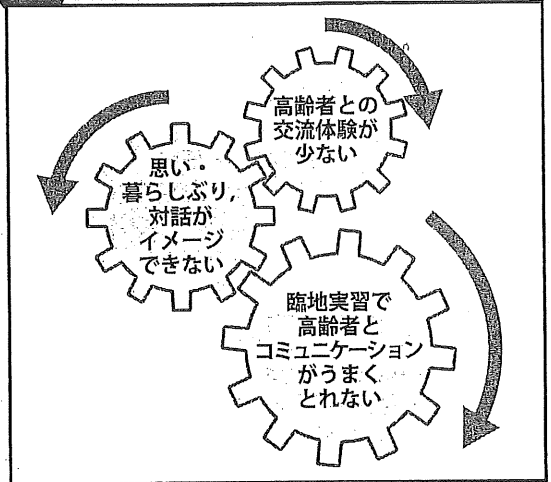 高齢者との
交流体験が
少ない
思い・
暮らしぶり,
対話が
イメージ
できない
臨地実習で
高齢者と
コミュニケーション
がうまく
とれない